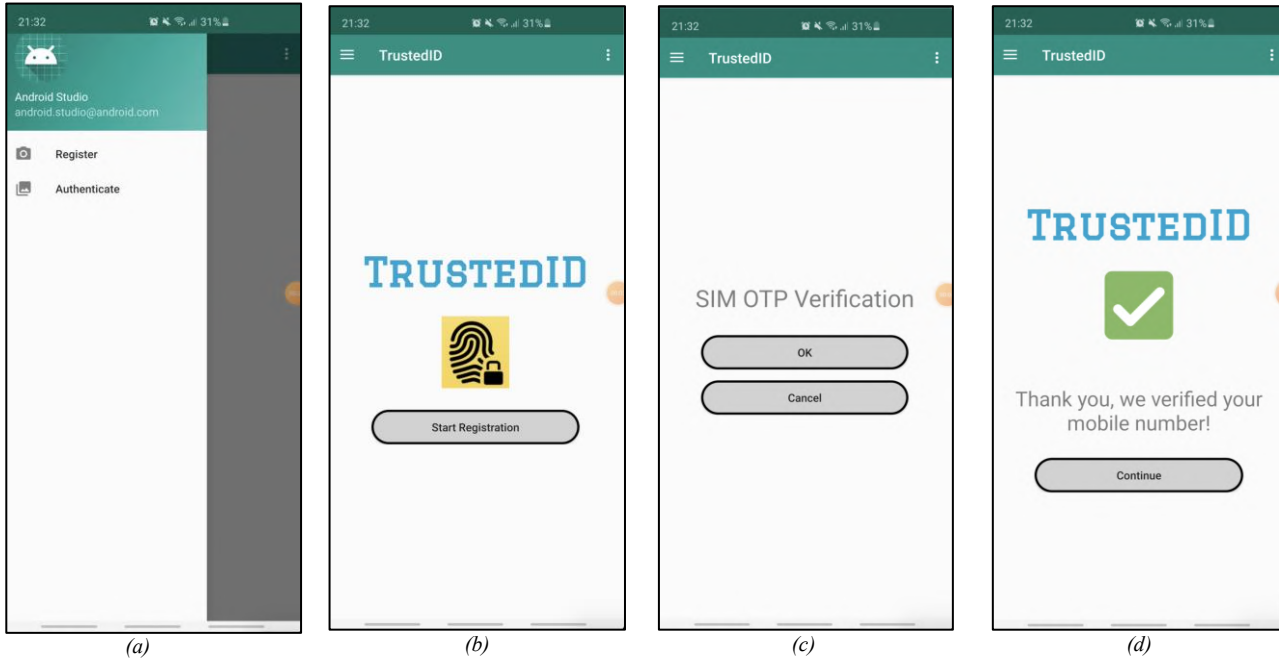 21:32 31%
Android Studio
android.studio@android.com
Register
Authenticate
(a)
21:32 31%
TrustedID
TRUSTEDID
Start Registration
(b)
21:32 31%
TrustedID
SIM OTP Verification
OK
Cancel
(c)
21:32 31%
TrustedID
TRUSTEDID
Thank you, we verified your
mobile number!
Continue
(d)